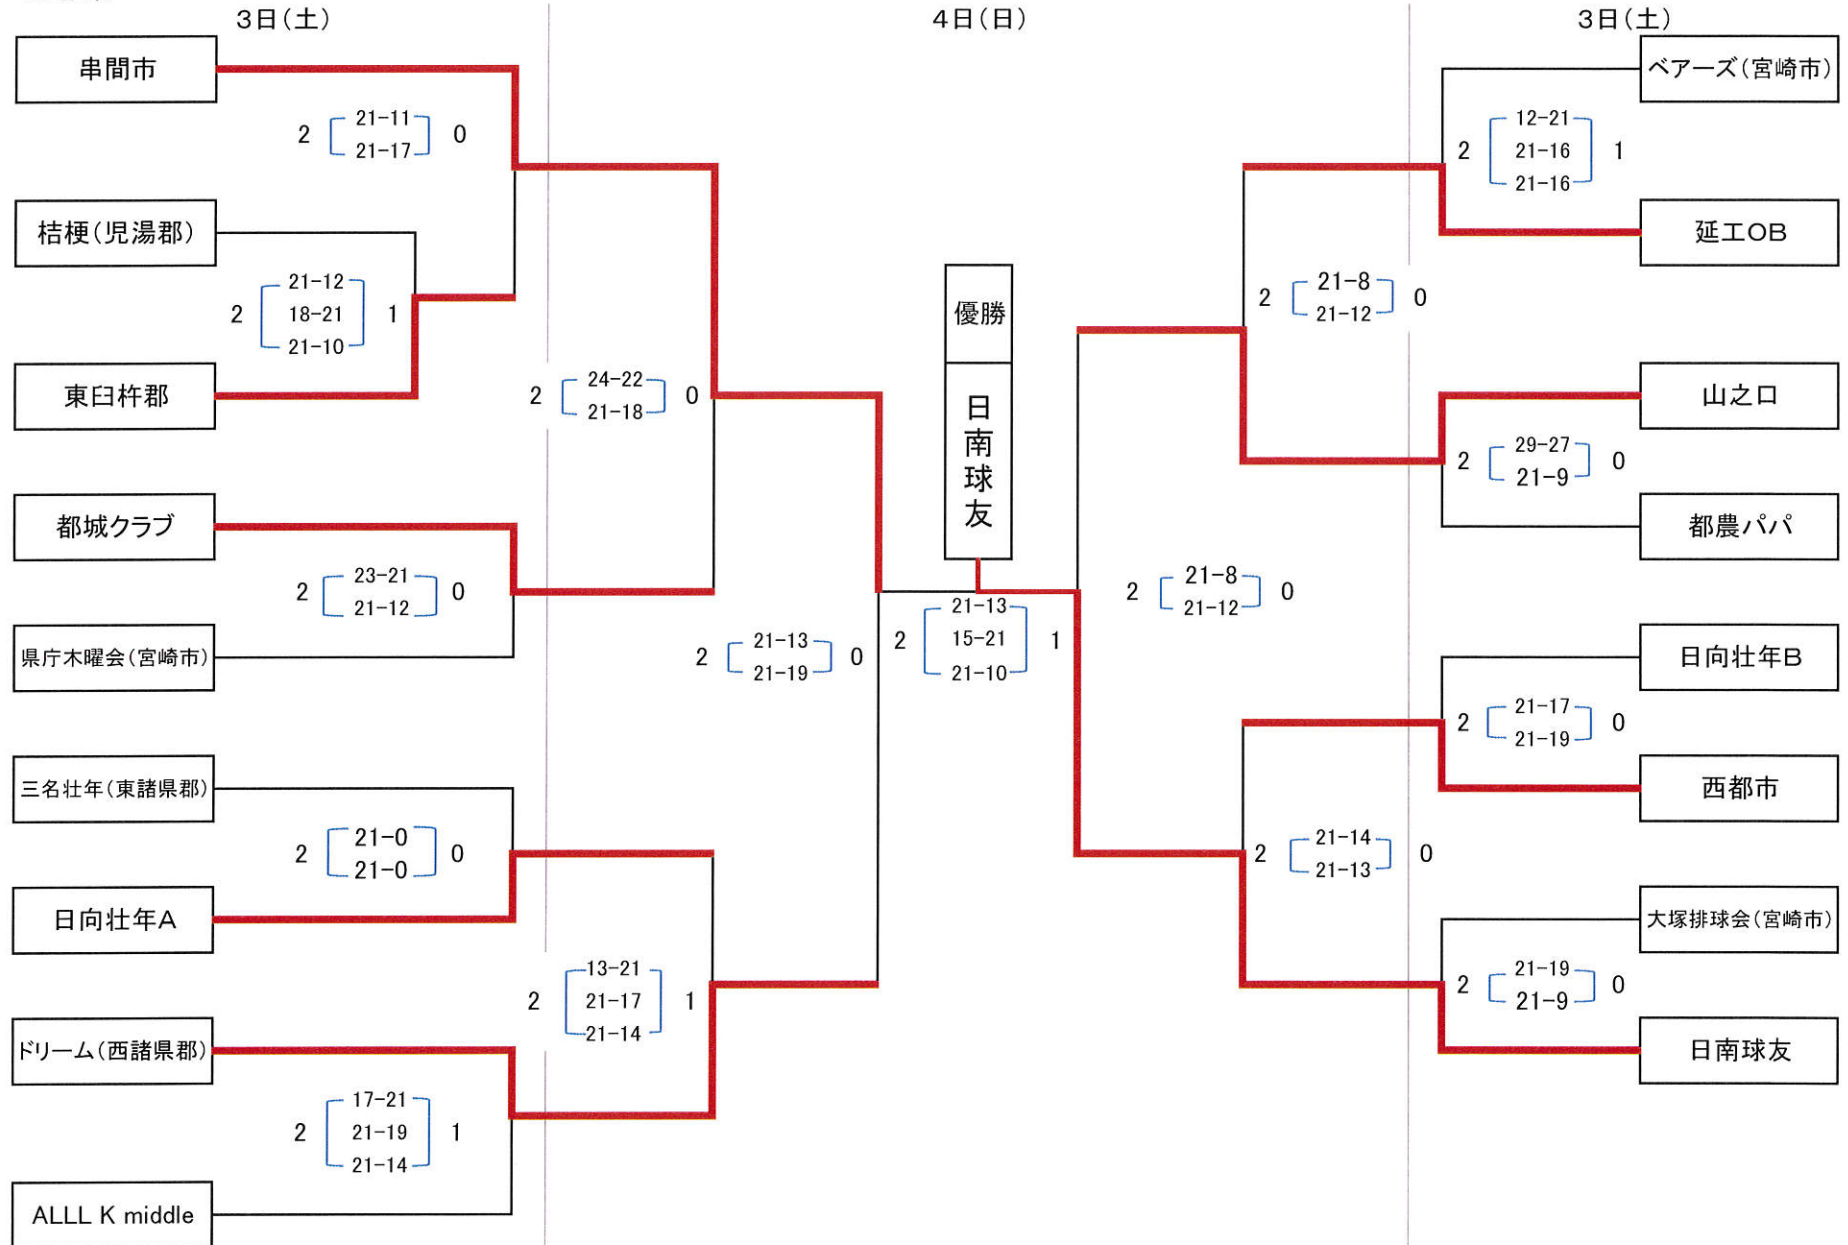 3日(土)
4日(日)
3日(土)
串間市
2 21-11 0
21-17
桔梗(児湯郡)
21-12
2 18-21 1
21-10
東臼杵郡
2 24-22 0
21-18
都城クラブ
2 23-21 0
21-12
県庁木曜会(宮崎市)
2 21-13 0
21-19
三名壮年(東諸県郡)
2 21-0 0
21-0
日向壮年A
13-21
2 21-17 1
21-14
ドリーム(西諸県郡)
17-21
2 21-19 1
21-14
ALLL K middle
優勝
日南球友
21-13
2 15-21 1
21-10
ベアーズ(宮崎市)
12-21
2 21-16 1
21-16
延工OB
2 21-8 0
21-12
山之口
2 29-27 0
21-9
都農パパ
2 21-8 0
21-12
日向壮年B
2 21-17 0
21-19
西都市
2 21-14 0
21-13
大塚排球会(宮崎市)
2 21-19 0
21-9
日南球友